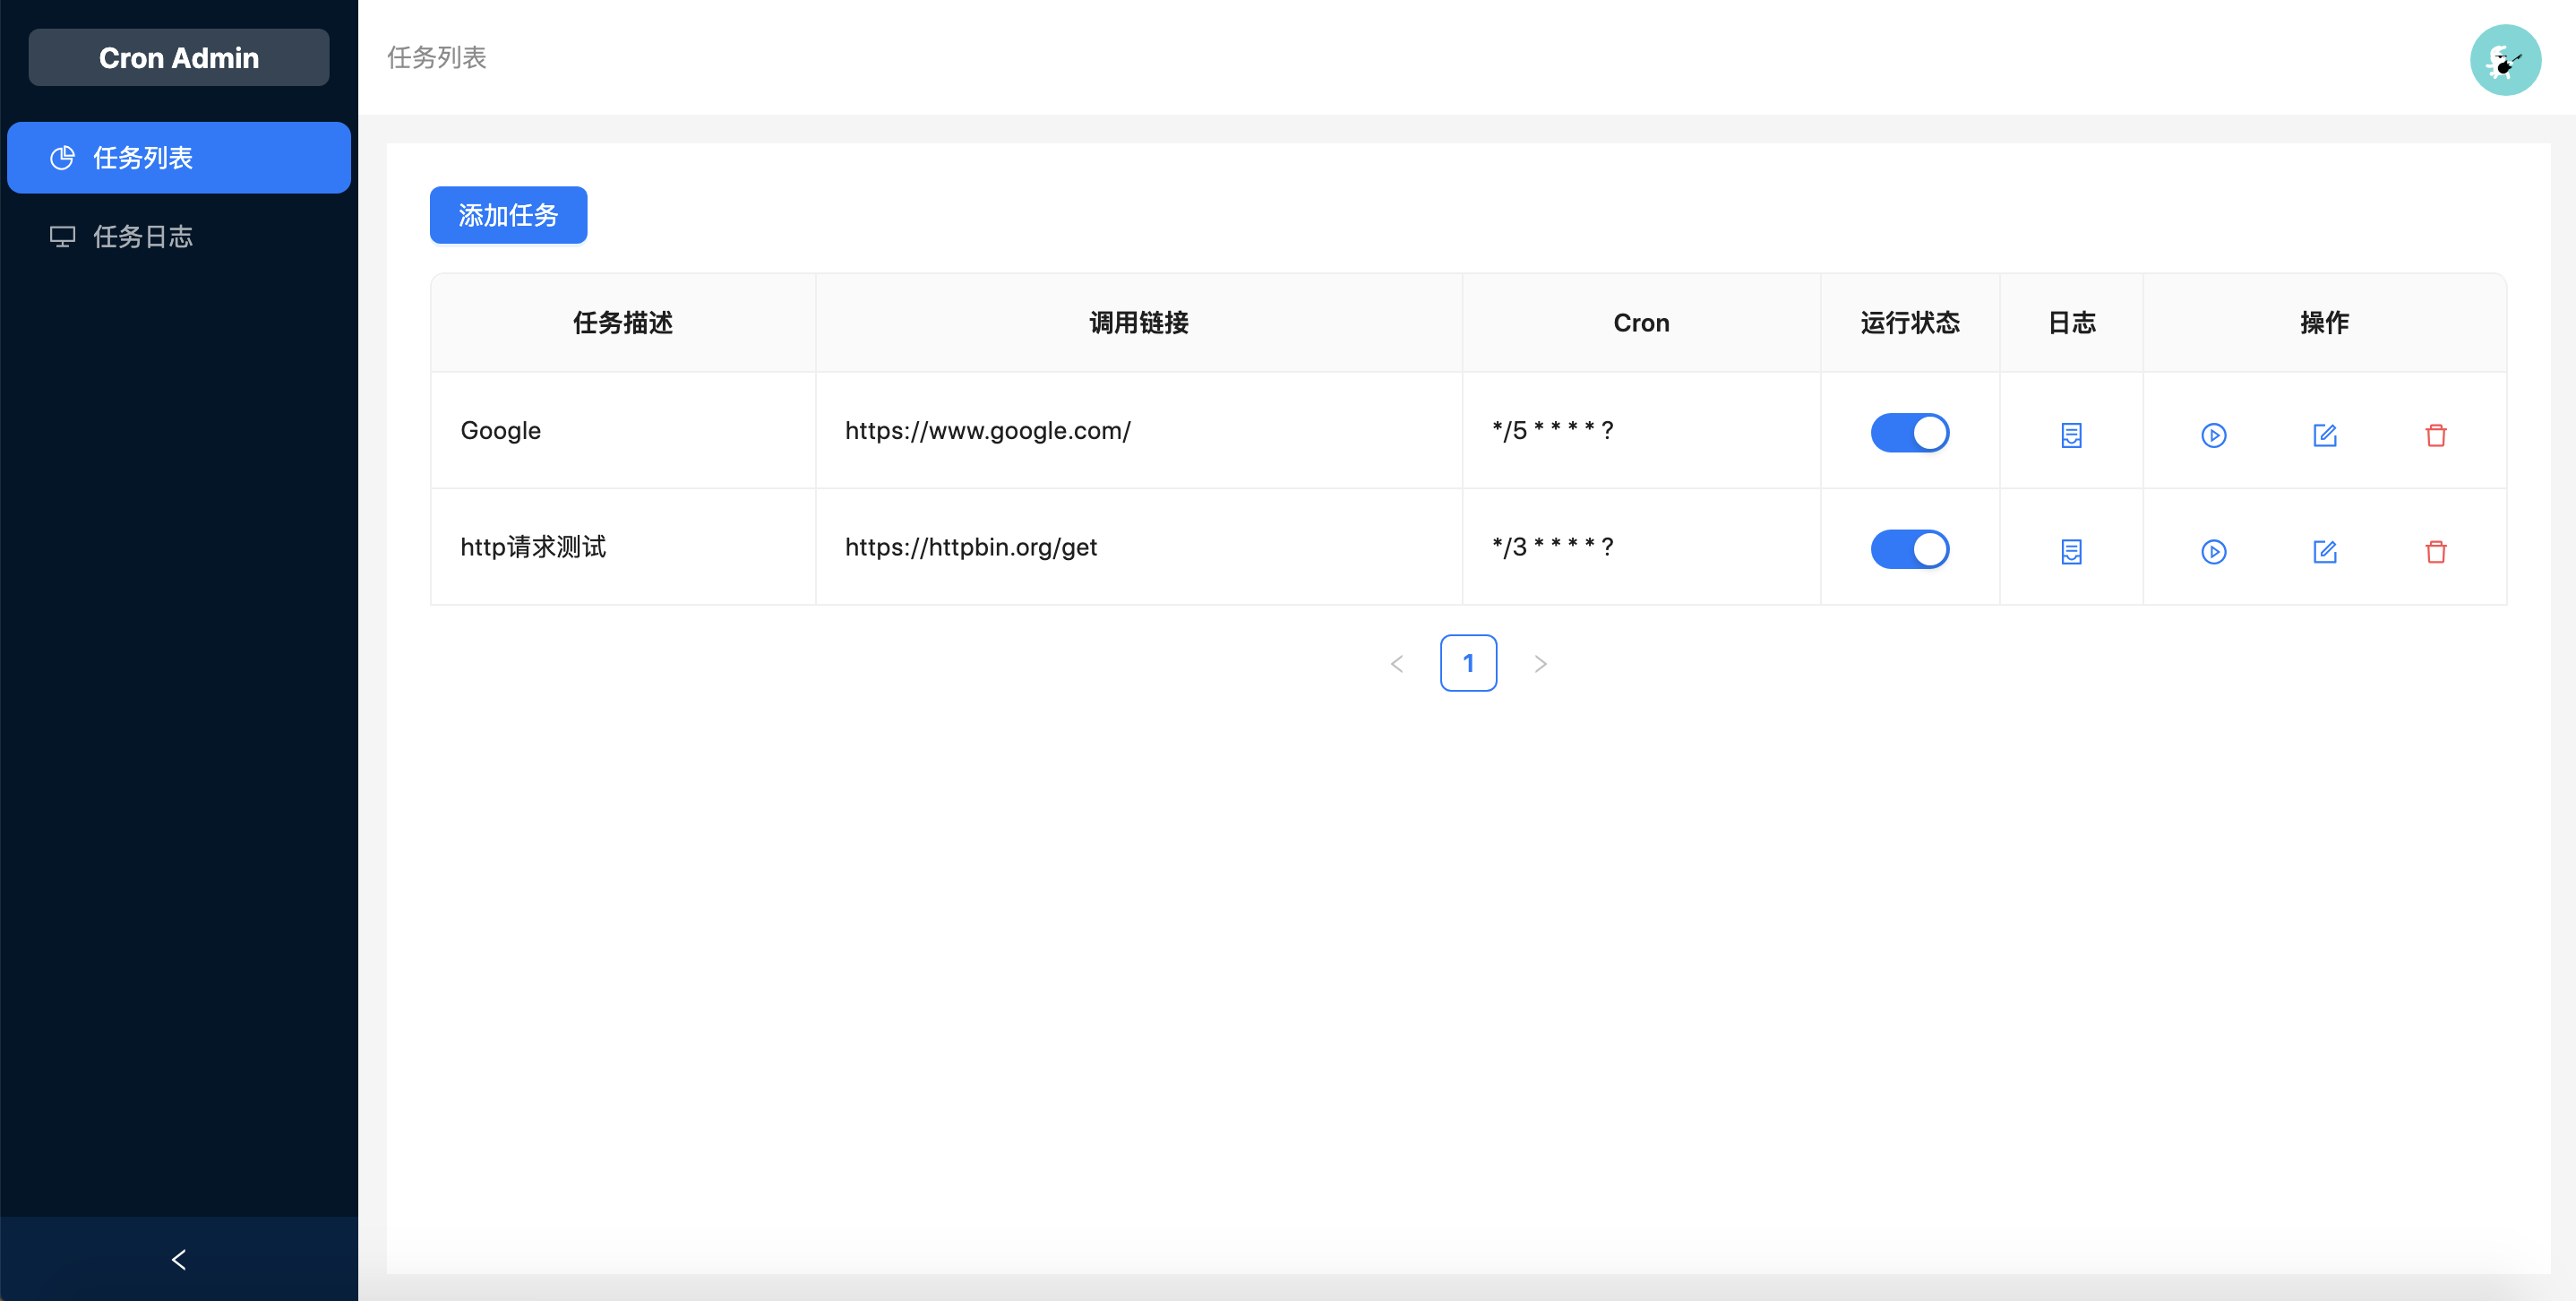 Cron Admin
任务列表
任务日志
任务列表
添加任务
任务描述 调用链接 Cron 运行状态 日志 操作
Google https://www.google.com/ */5 * * * * ?
http请求测试 https://httpbin.org/get */3 * * * * ?
1